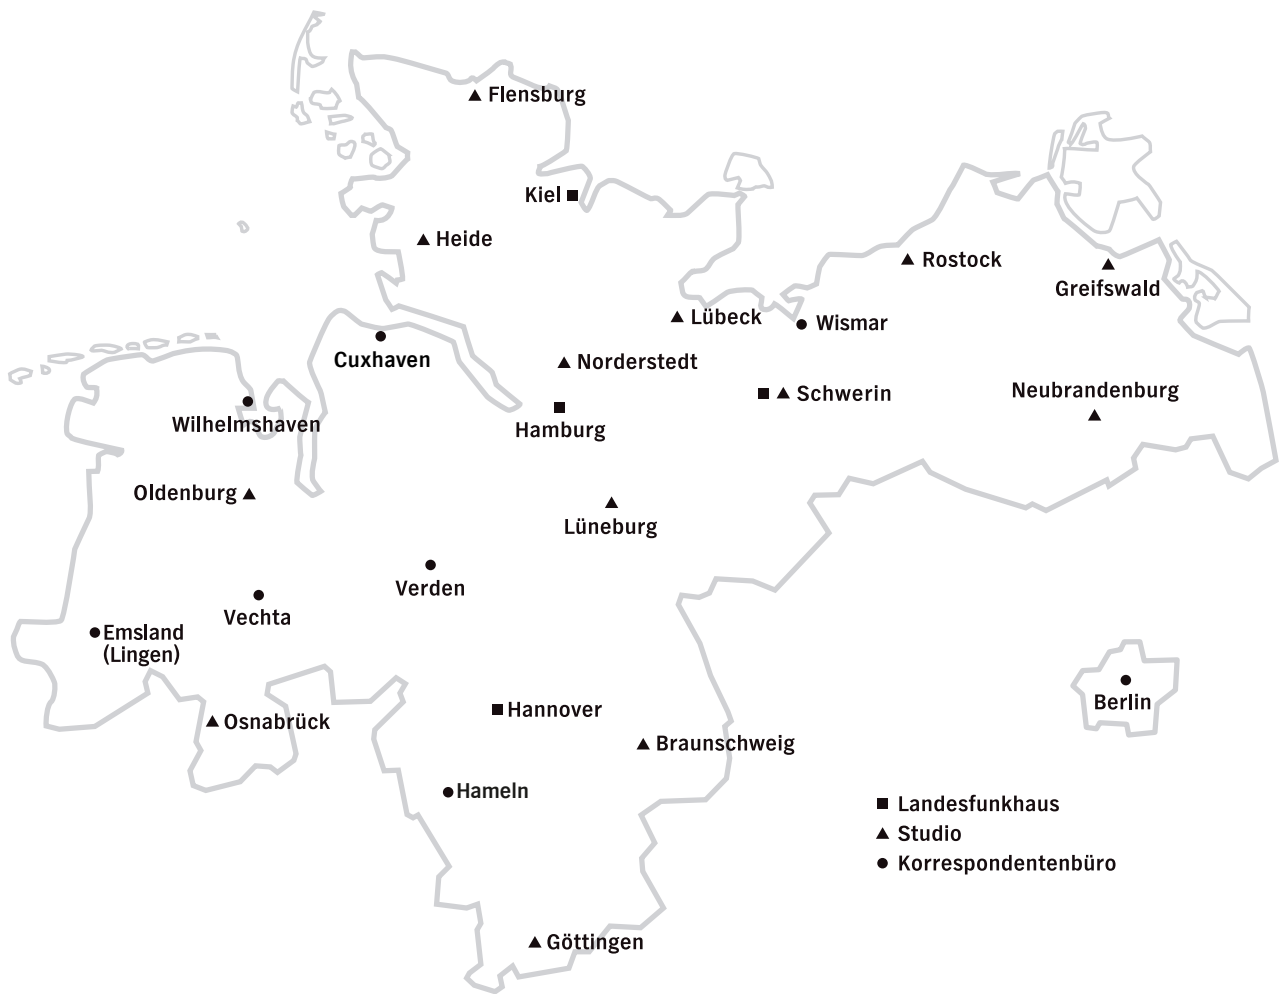 Flensburg
Kiel
Heide
Rostock
Greifswald
Lübeck
Wismar
Cuxhaven
Norderstedt
Schwerin
Neubrandenburg
Wilhelmshaven
Hamburg
Oldenburg
Lüneburg
Verden
Vechta
Emsland
(Lingen)
Berlin
Hannover
Osnabrück
Braunschweig
Hameln
Landesfunkhaus
Studio
Korrespondentenbüro
Göttingen